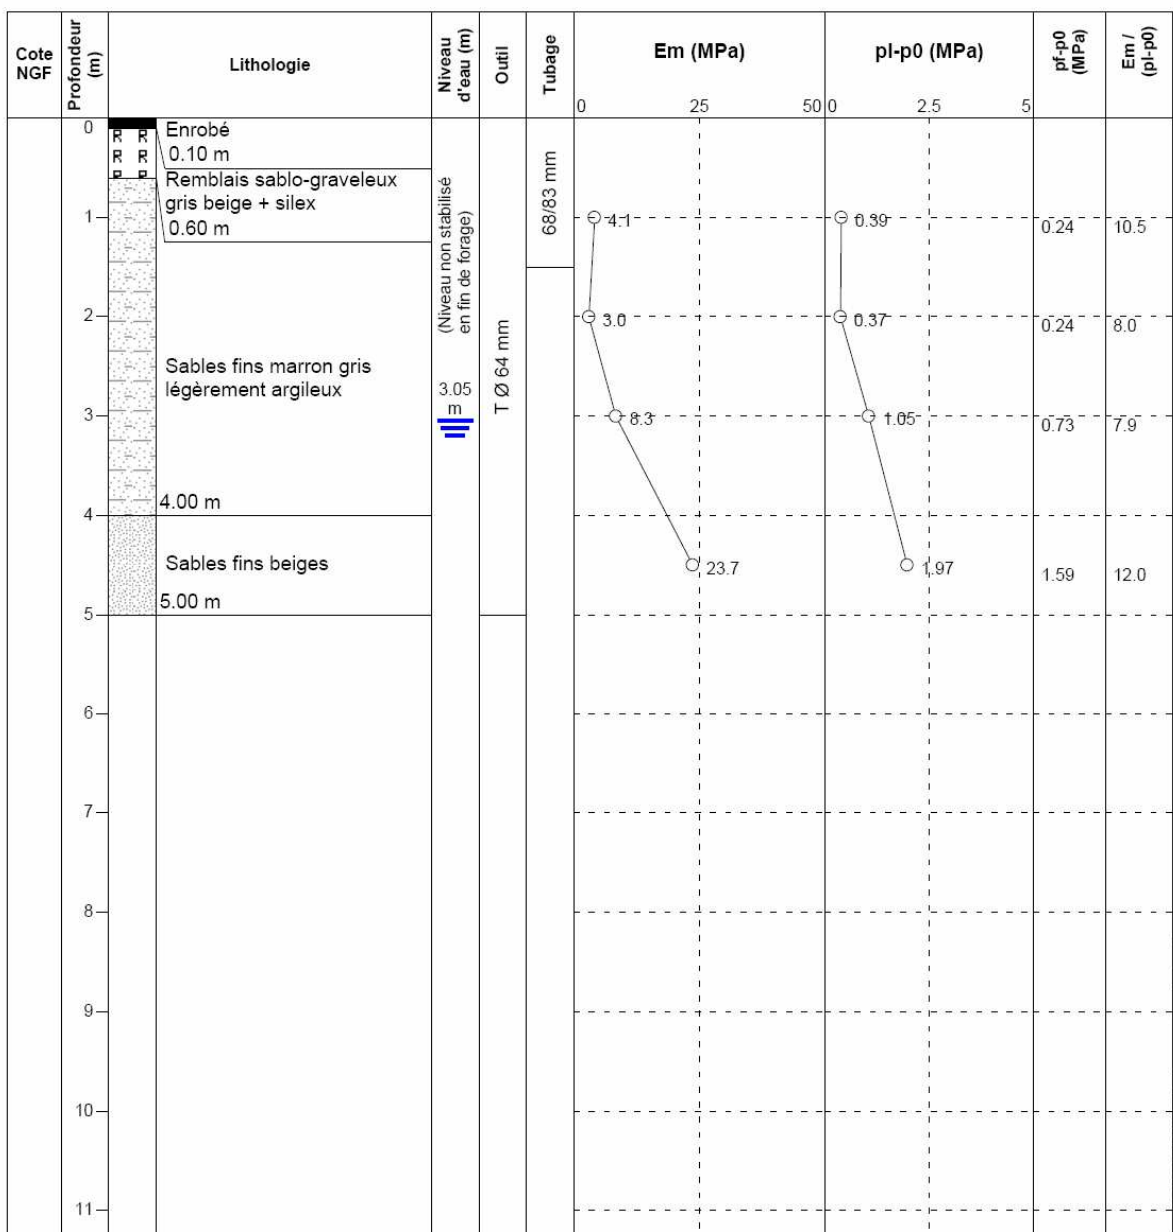 Cote
NGF
Profondeur
(m)
Lithologie
Niveau
d'eau (m)
Outil
Tubage
Em (MPa)
0 25 50
pl-p0 (MPa)
0 2.5 5
pf-p0
(MPa)
Em /
(pl-p0)
0
Enrobé
0.10 m
R R
R R
R R
Remblais sablo-graveleux
gris beige + silex
0.60 m
68/83 mm
(Niveau non stabilisé
en fin de forage)
1 4.1 0.39 0.24 10.5
2 3.0 0.37 0.24 8.0
Sables fins marron gris
légèrement argileux
T Ø 64 mm
3.05
m
3 8.3 1.05 0.73 7.9
4.00 m
4
Sables fins beiges
23.7 1.97 1.59 12.0
5.00 m
5
6
7
8
9
10
11